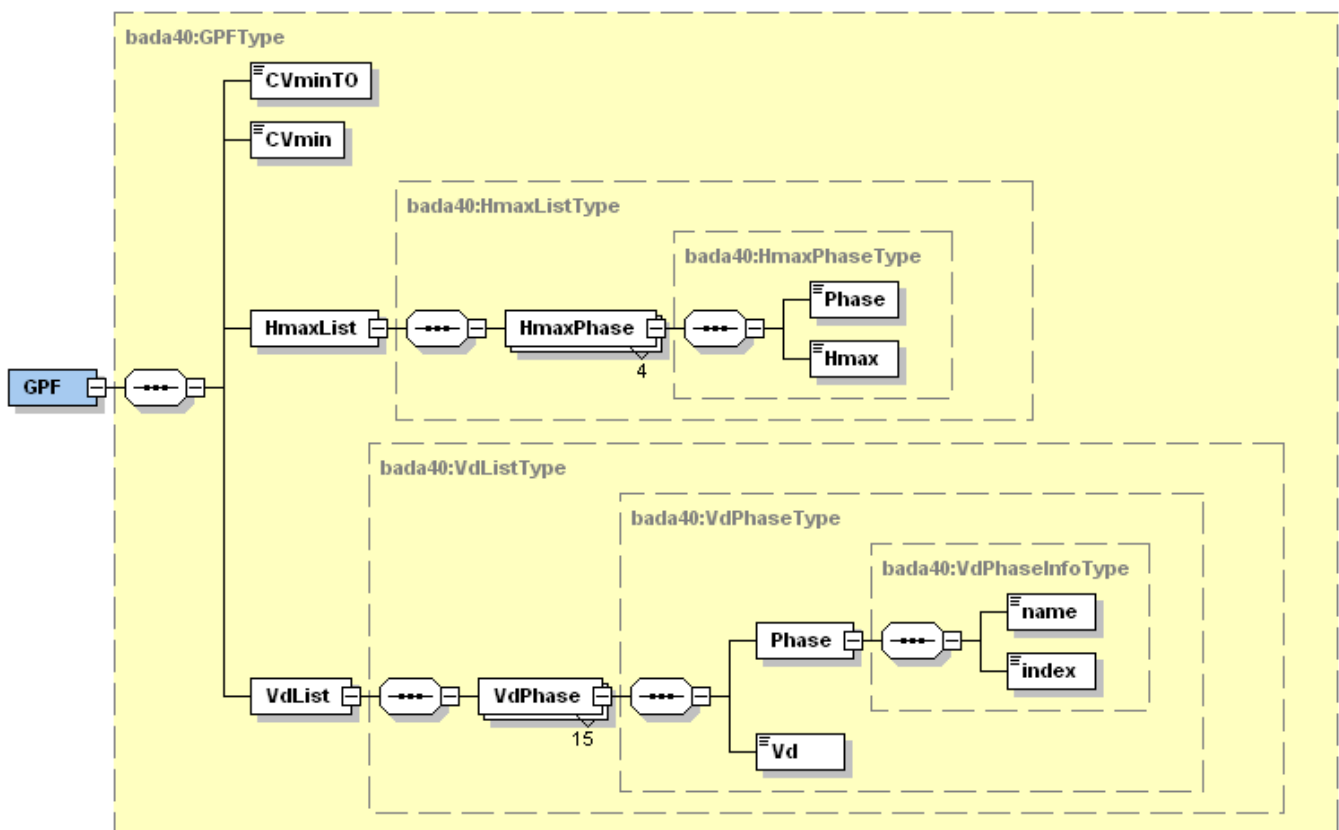 bada40:GPFType
CVminTO
CVmin
bada40:HmaxListType
bada40:HmaxPhaseType
Phase
HmaxList
HmaxPhase
Hmax
4
GPF
bada40:VdListType
bada40:VdPhaseType
bada40:VdPhaseInfoType
name
Phase
index
VdList
VdPhase
15
Vd